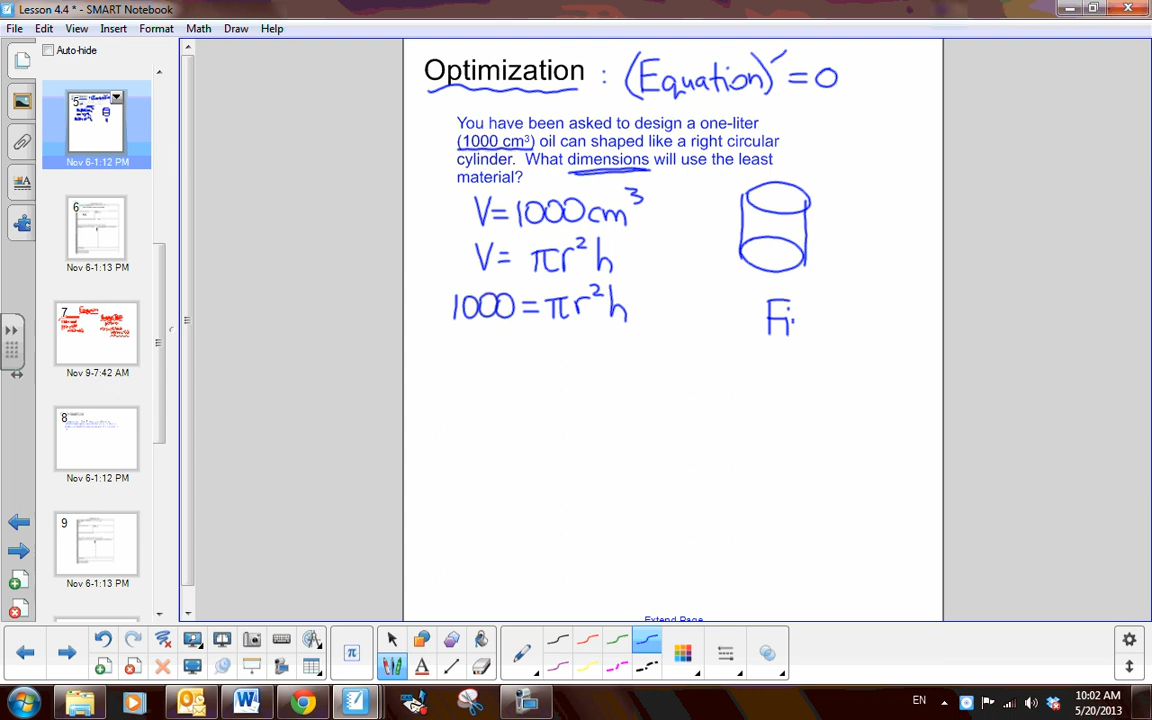 Lesson 4.4 * - SMART Notebook
File Edit View Insert Format Math Draw Help
Auto-hide
5
Nov 6-1:12 PM
6
Nov 6-1:13 PM
7
Nov 9-7:42 AM
8
Nov 6-1:12 PM
9
Nov 6-1:13 PM
Optimization : (Equation)′ = 0
You have been asked to design a one-liter
(1000 cm³) oil can shaped like a right circular
cylinder. What dimensions will use the least
material?
V = 1000 cm³
V = πr²h
1000 = πr²h
Fi
Extend Page
π
A
EN
10:02 AM
5/20/2013